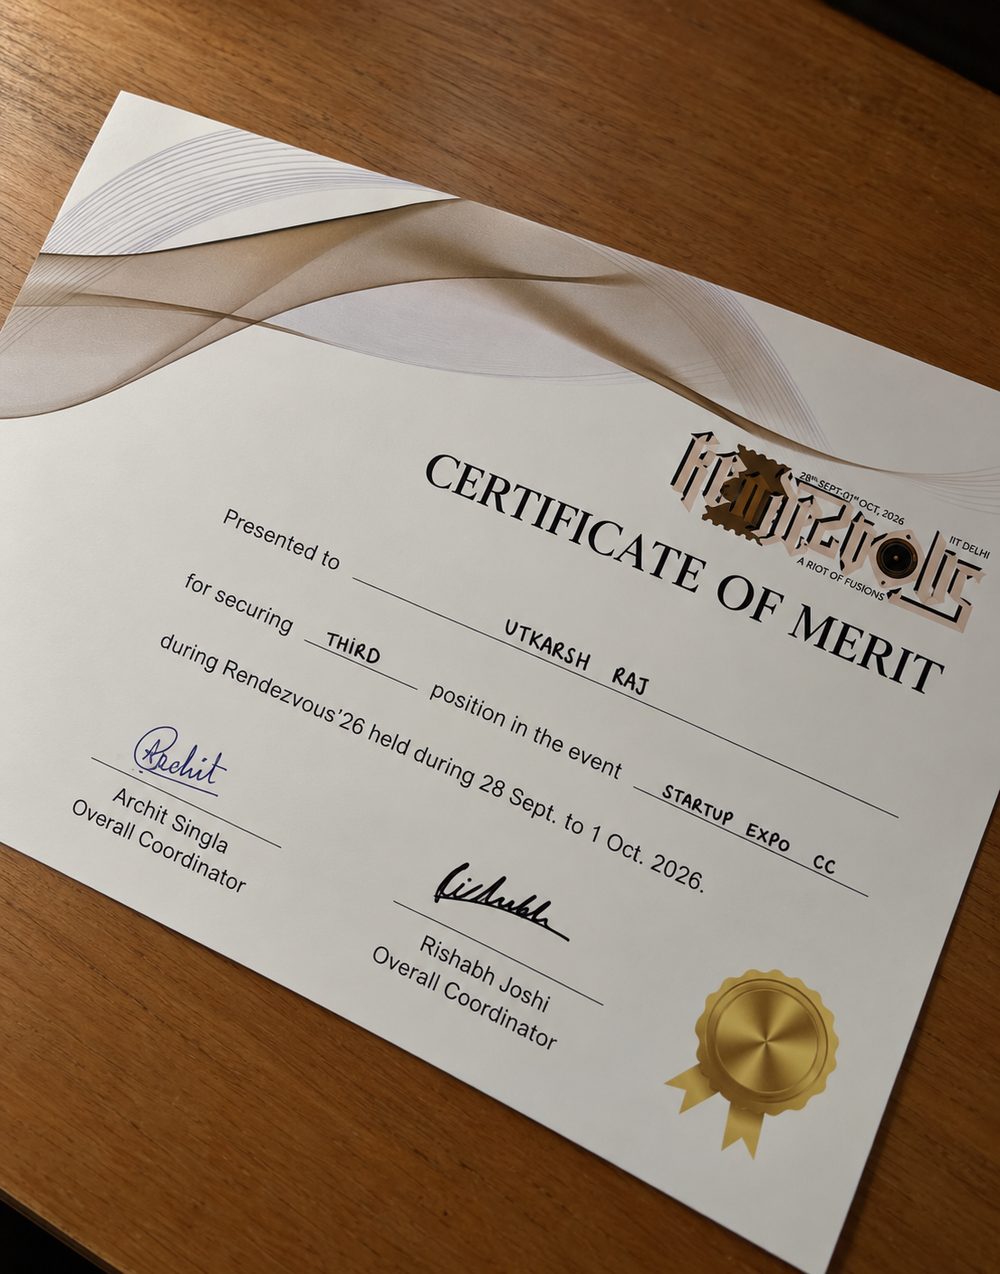 Rendezvous
28th SEPT-01st OCT, 2026
IIT DELHI
A RIOT OF FUSIONS
CERTIFICATE OF MERIT
Presented to UTKARSH RAJ
for securing THIRD position in the event STARTUP EXPO CC
during Rendezvous'26 held during 28 Sept. to 1 Oct. 2026.
Archit
Archit Singla
Overall Coordinator
Rishabh
Rishabh Joshi
Overall Coordinator